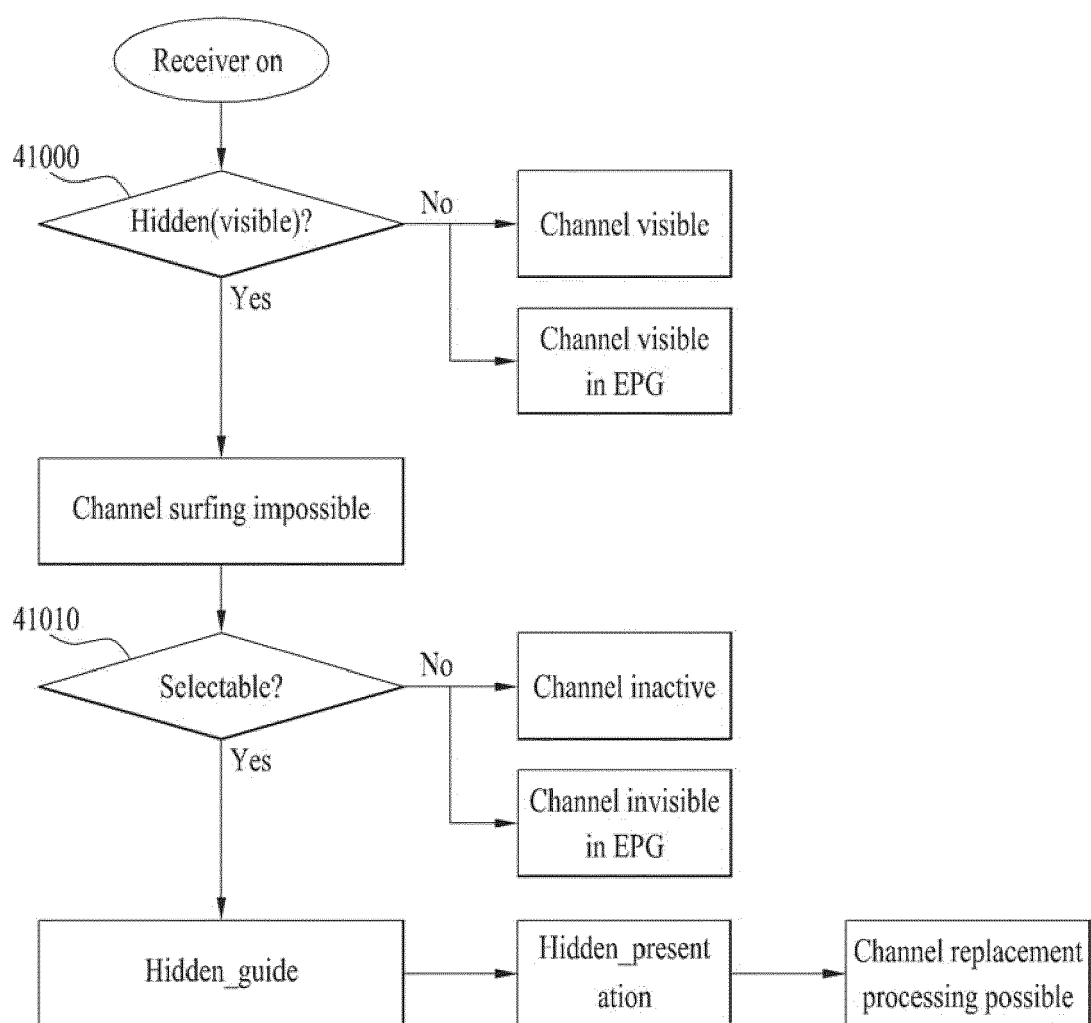 Receiver on
41000
Hidden(visible)?
No
Channel visible
Yes
Channel visible
in EPG
Channel surfing impossible
41010
Selectable?
No
Channel inactive
Yes
Channel invisible
in EPG
Hidden_guide
Hidden_present
ation
Channel replacement
processing possible